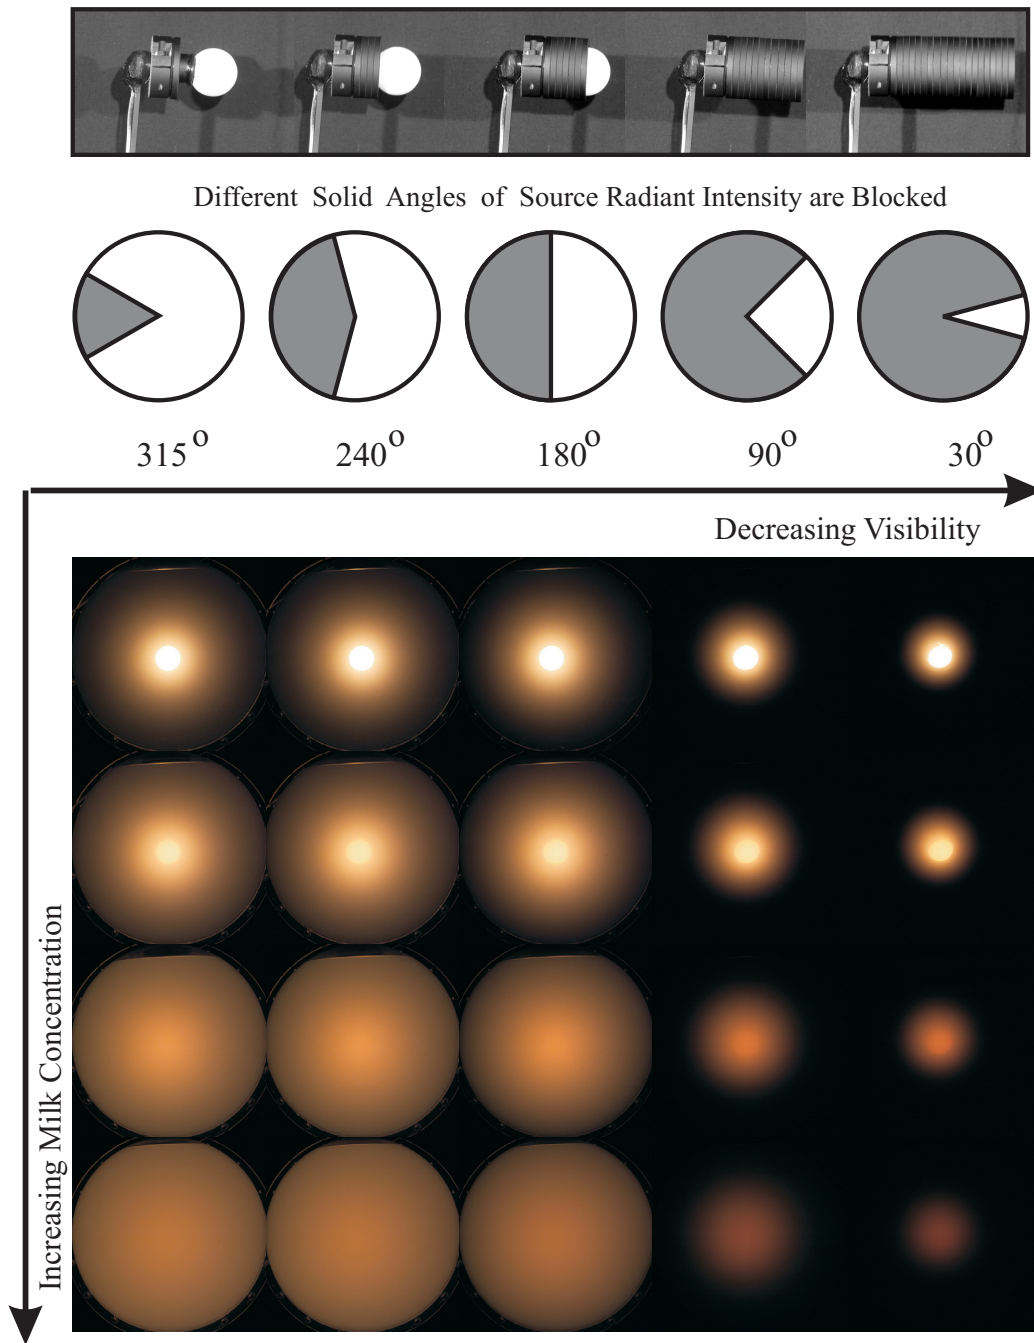 Different Solid Angles of Source Radiant Intensity are Blocked
315° 240° 180° 90° 30°
Decreasing Visibility
Increasing Milk Concentration